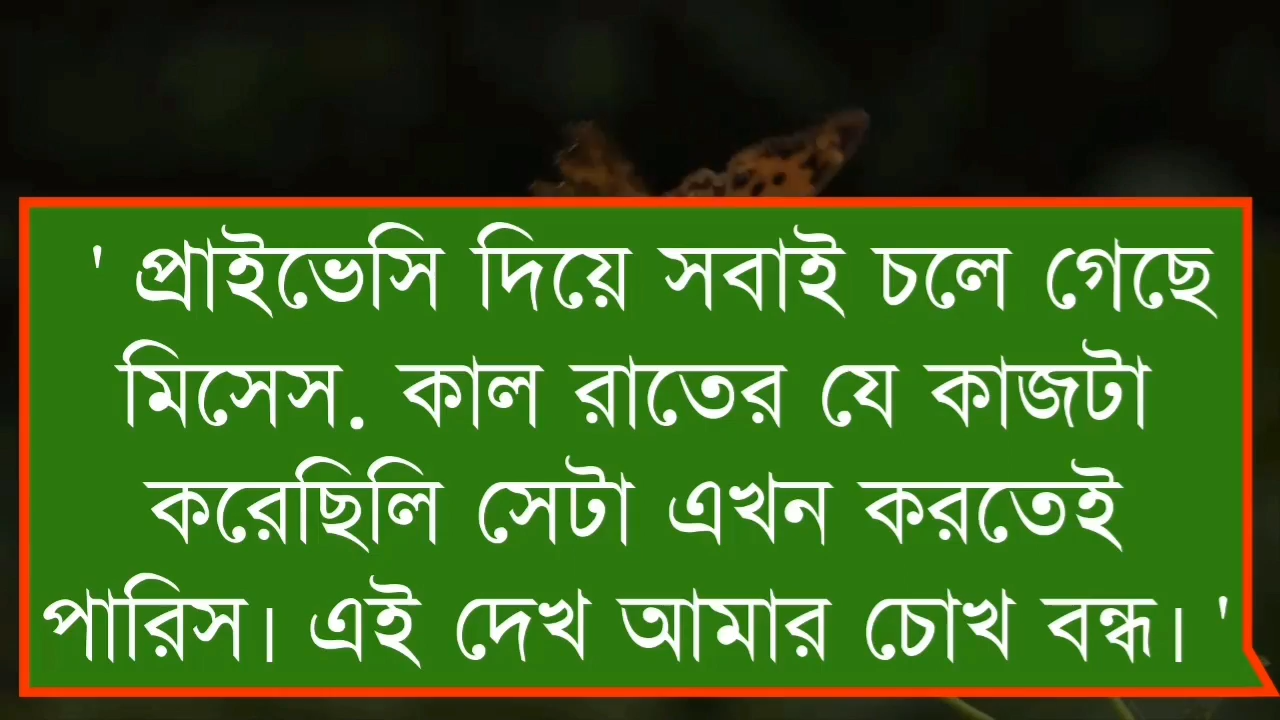 ' প্রাইভেসি দিয়ে সবাই চলে গেছে
মিসেস. কাল রাতের যে কাজটা
করেছিলি সেটা এখন করতেই
পারিস। এই দেখ আমার চোখ বন্ধ। '